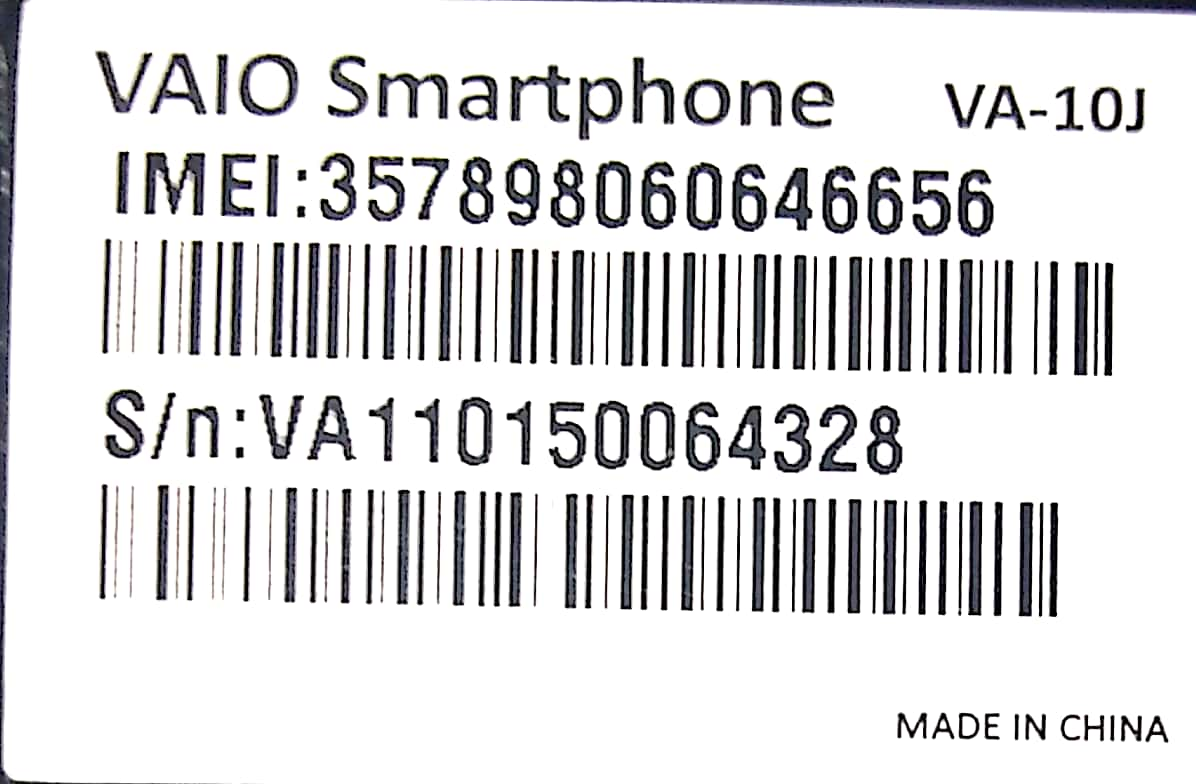 VAIO Smartphone VA-10J
IMEI:357898060646656
S/n:VA110150064328
MADE IN CHINA